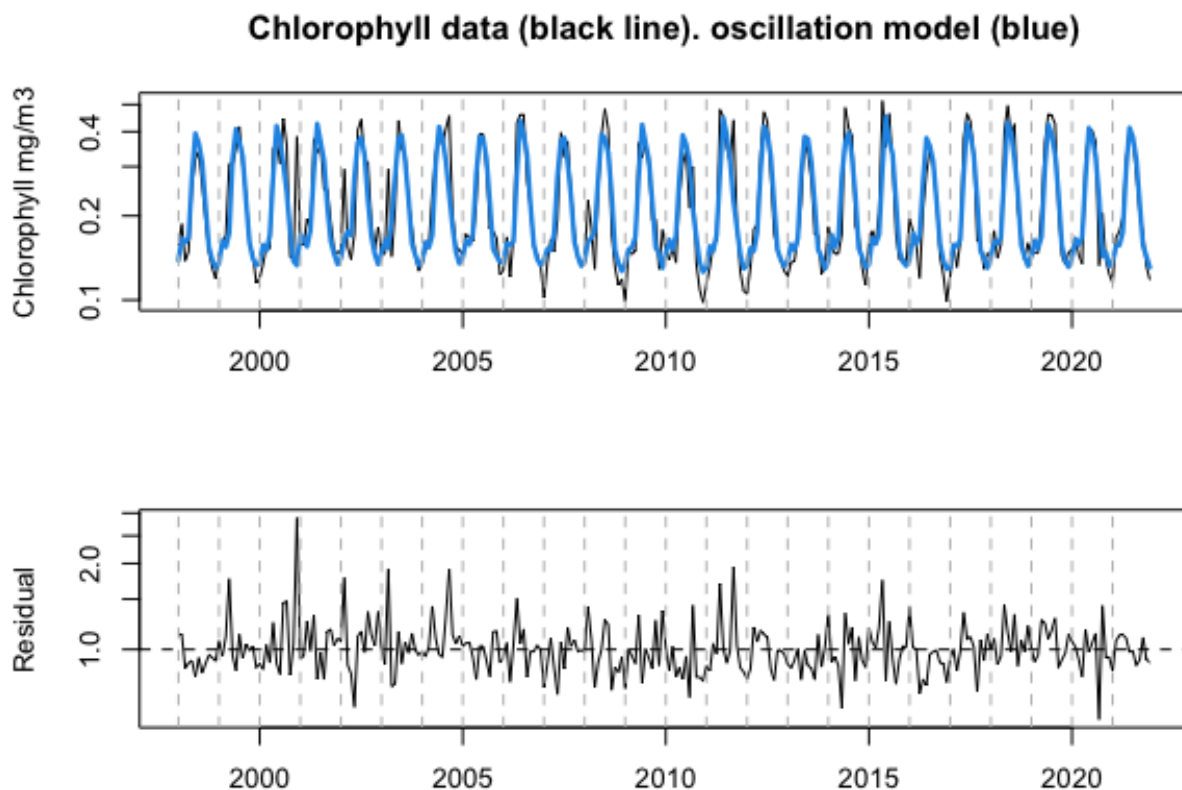 Chlorophyll data (black line). oscillation model (blue)
Chlorophyll mg/m3
0.4
0.2
0.1
2000 2005 2010 2015 2020
Residual
2.0
1.0
2000 2005 2010 2015 2020